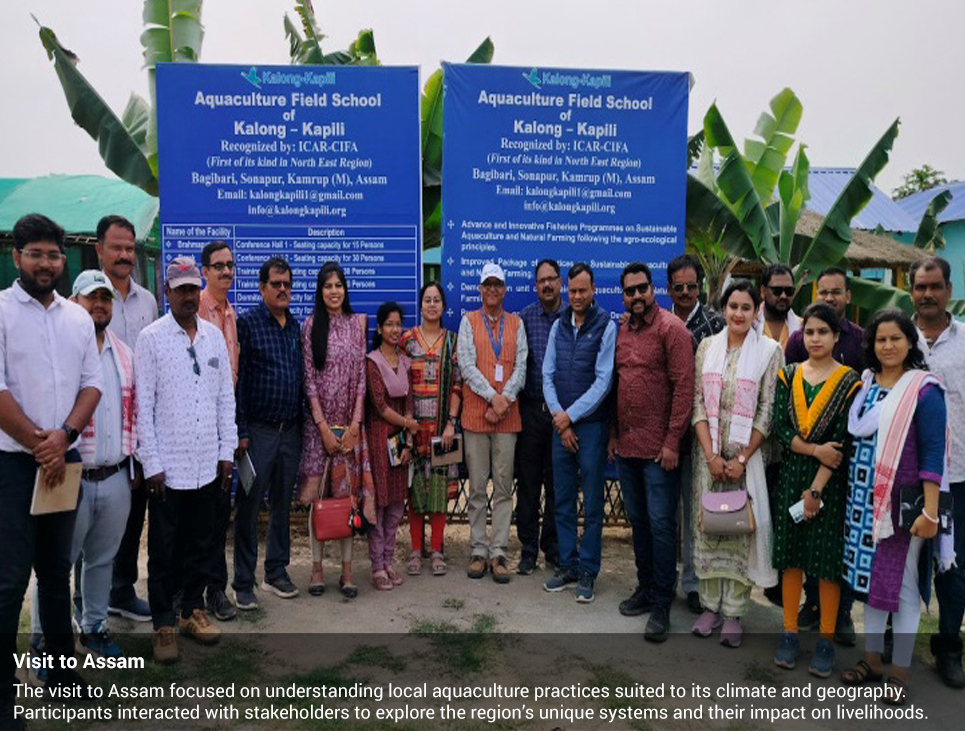 Kalong-Kapili
Aquaculture Field School
of
Kalong – Kapili
Recognized by: ICAR-CIFA
(First of its kind in North East Region)
Bagibari, Sonapur, Kamrup (M), Assam
Email: kalongkapili1@gmail.com
info@kalongkapili.org
Name of the Facility Description
Conference Hall 1 - Seating capacity for 15 Persons
Seating capacity for 30 Persons
Persons
Kalong-Kapili
Aquaculture Field School
of
Kalong – Kapili
Recognized by: ICAR-CIFA
(First of its kind in North East Region)
Bagibari, Sonapur, Kamrup (M), Assam
Email: kalongkapili1@gmail.com
info@kalongkapili.org
Advance and Innovative Fisheries Programmes on Sustainable
Aquaculture and Natural Farming following the agro-ecological
principles.
Improved Package of
Visit to Assam
The visit to Assam focused on understanding local aquaculture practices suited to its climate and geography.
Participants interacted with stakeholders to explore the region's unique systems and their impact on livelihoods.